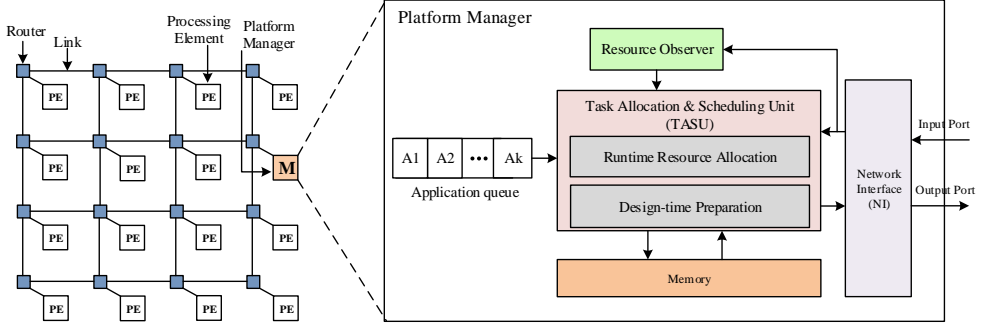 Router
Link
Processing
Element
Platform
Manager
PE PE PE PE
PE PE PE M
PE PE PE PE
PE PE PE PE
Platform Manager
Resource Observer
Task Allocation & Scheduling Unit
(TASU)
Runtime Resource Allocation
Design-time Preparation
A1 A2 ••• Ak
Application queue
Memory
Network
Interface
(NI)
Input Port
Output Port